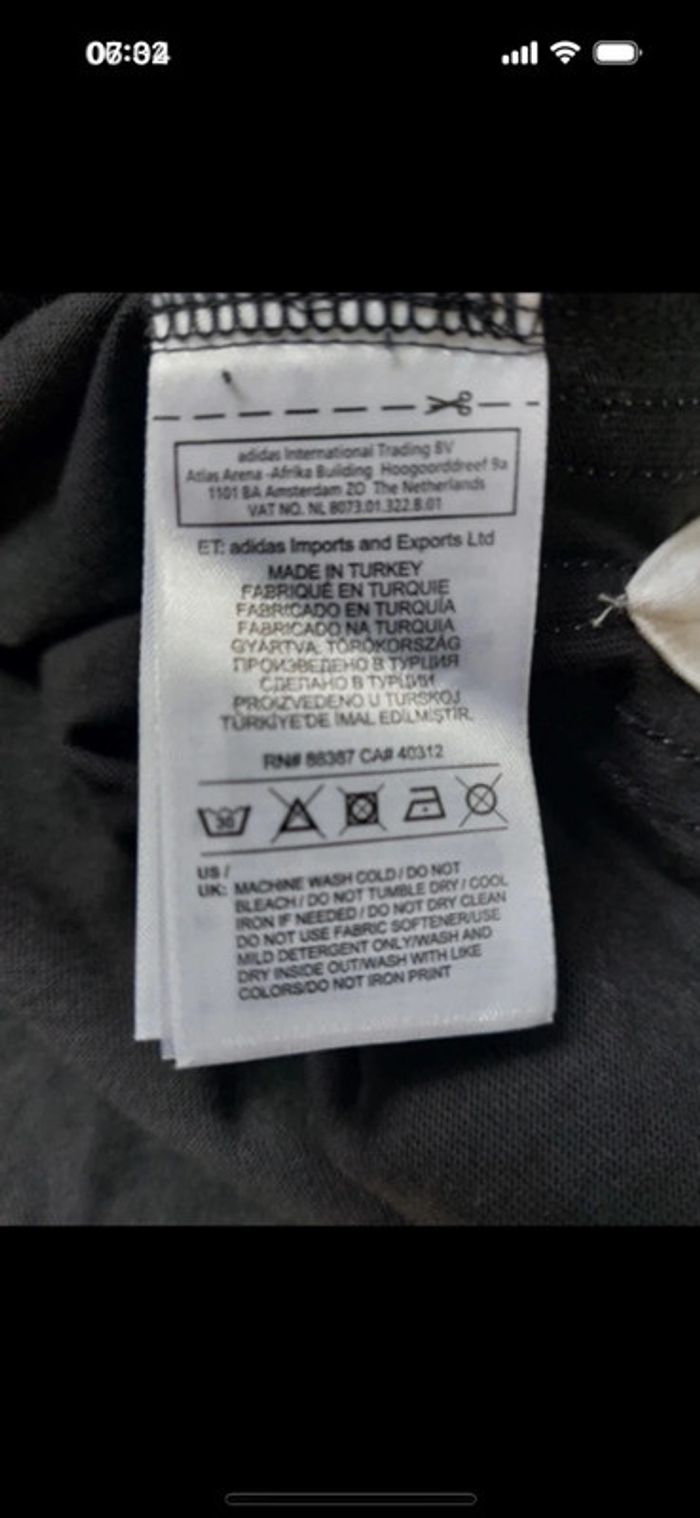 adidas International Trading BV
Atlas Arena -Afrika Building Hoogoorddreef 9a
1101 BA Amsterdam ZO The Netherlands
VAT NO. NL 8073.01.322.B.01
ET: adidas Imports and Exports Ltd
MADE IN TURKEY
FABRIQUÉ EN TURQUIE
FABRICADO EN TURQUÍA
FABRICADO NA TURQUIA
GYÁRTVA: TÖRÖKORSZÁG
ПРОИЗВЕДЕНО В ТУРЦИЯ
СДЕЛАНО В ТУРЦИИ
PROIZVEDENO U TURSKOJ
TÜRKİYE'DE İMAL EDİLMİŞTİR.
RN# 88387 CA# 40312
30
US /
UK: MACHINE WASH COLD / DO NOT
BLEACH / DO NOT TUMBLE DRY / COOL
IRON IF NEEDED / DO NOT DRY CLEAN
DO NOT USE FABRIC SOFTENER/USE
MILD DETERGENT ONLY/WASH AND
DRY INSIDE OUT/WASH WITH LIKE
COLORS/DO NOT IRON PRINT